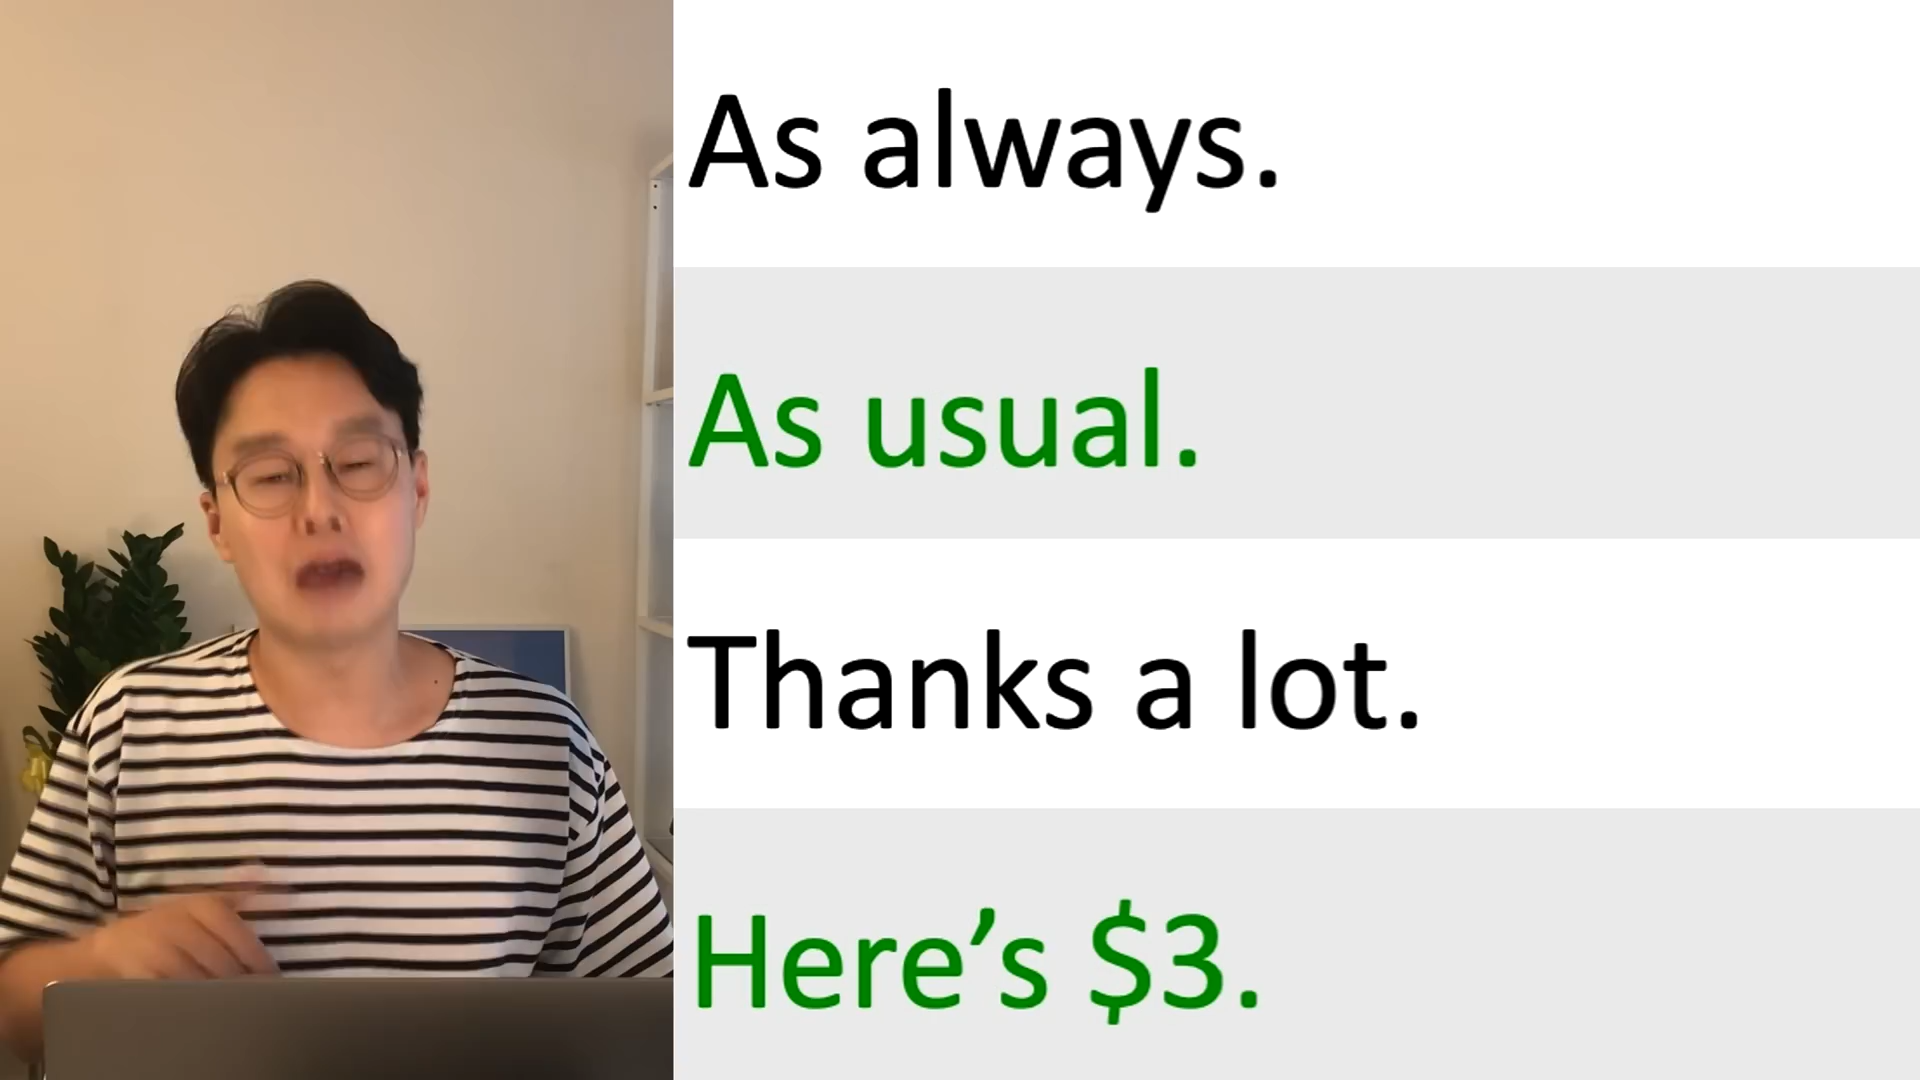 As always.
As usual.
Thanks a lot.
Here’s $3.